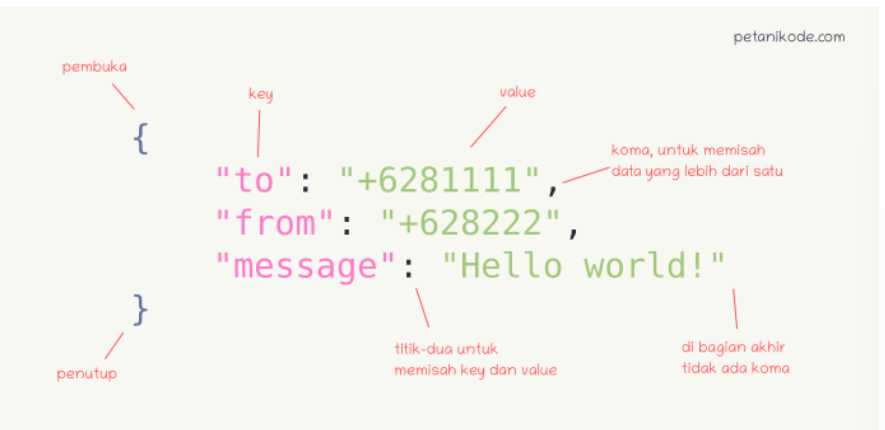 petanikode.com
pembuka
key
value
{
koma, untuk memisah
data yang lebih dari satu
"to": "+6281111",
"from": "+628222",
"message": "Hello world!"
}
titik-dua untuk
memisah key dan value
di bagian akhir
tidak ada koma
penutup